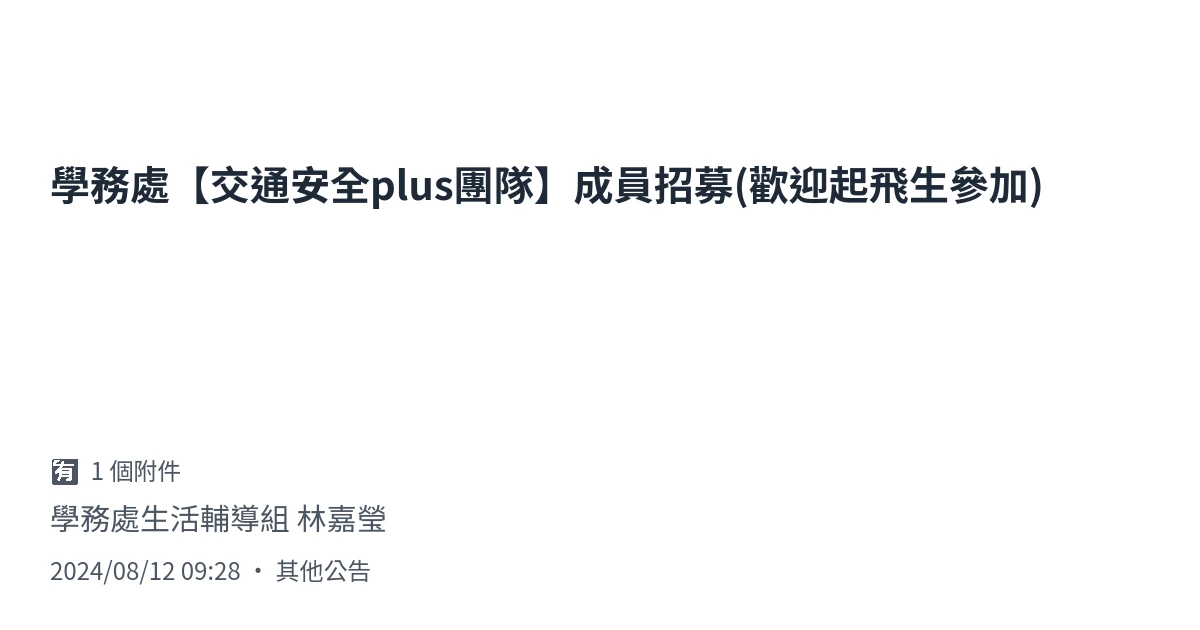 學務處【交通安全plus團隊】成員招募(歡迎起飛生參加)
有 1 個附件
學務處生活輔導組 林嘉瑩
2024/08/12 09:28 • 其他公告